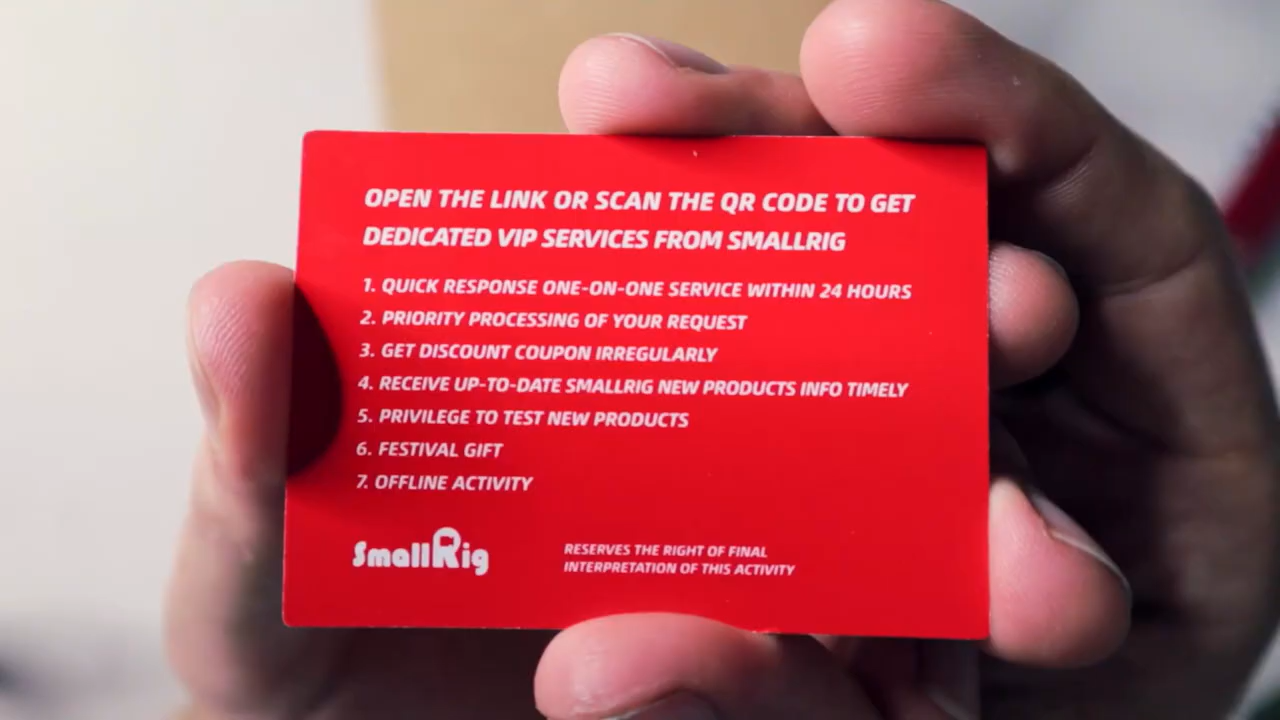 OPEN THE LINK OR SCAN THE QR CODE TO GET
DEDICATED VIP SERVICES FROM SMALLRIG
1. QUICK RESPONSE ONE-ON-ONE SERVICE WITHIN 24 HOURS
2. PRIORITY PROCESSING OF YOUR REQUEST
3. GET DISCOUNT COUPON IRREGULARLY
4. RECEIVE UP-TO-DATE SMALLRIG NEW PRODUCTS INFO TIMELY
5. PRIVILEGE TO TEST NEW PRODUCTS
6. FESTIVAL GIFT
7. OFFLINE ACTIVITY
SmallRig
RESERVES THE RIGHT OF FINAL
INTERPRETATION OF THIS ACTIVITY